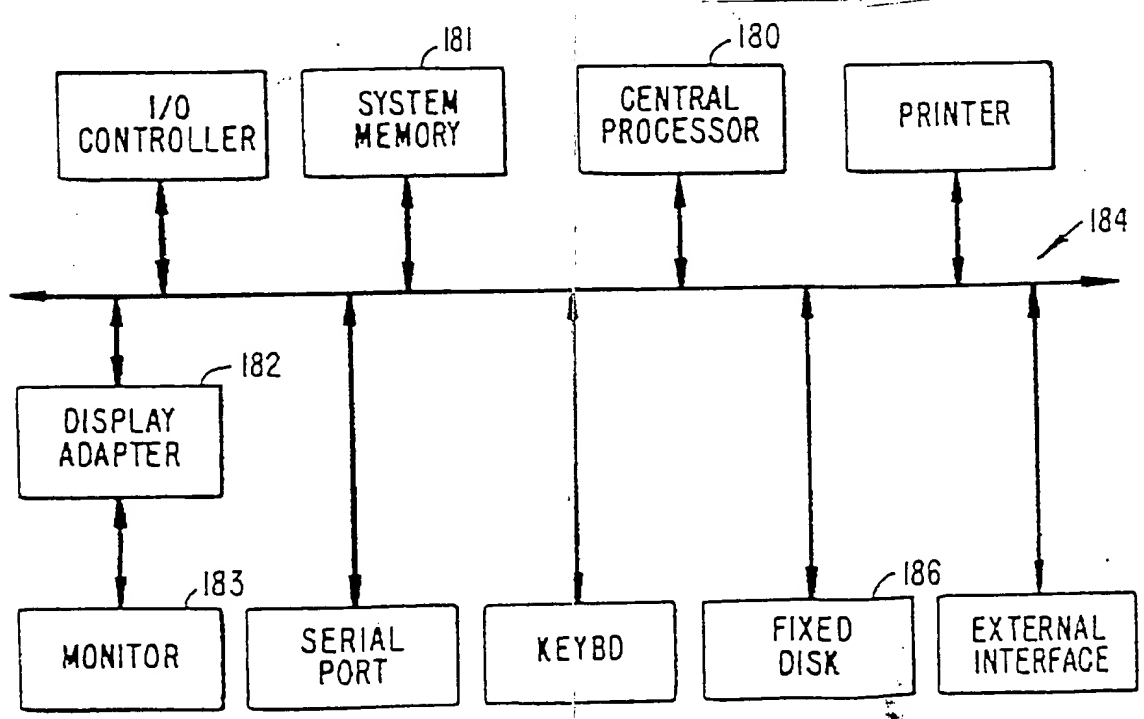 181
180
I/O
CONTROLLER
SYSTEM
MEMORY
CENTRAL
PROCESSOR
PRINTER
184
182
DISPLAY
ADAPTER
183
186
MONITOR
SERIAL
PORT
KEYBD
FIXED
DISK
EXTERNAL
INTERFACE